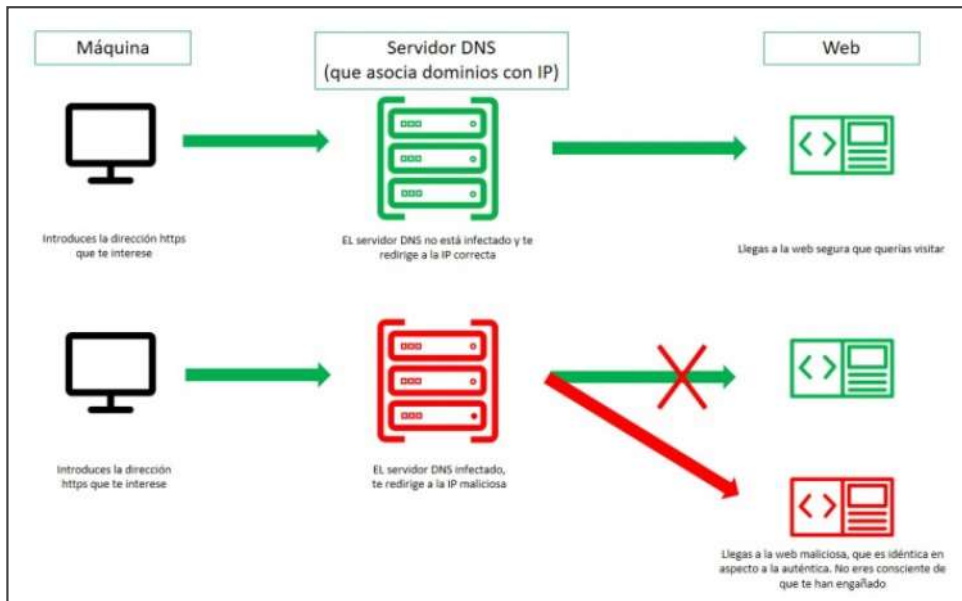 Máquina
Servidor DNS
(que asocia dominios con IP)
Web
Introduces la dirección https
que te interese
EL servidor DNS no está infectado y te
redirige a la IP correcta
Llegas a la web segura que querías visitar
Introduces la dirección
https que te interese
EL servidor DNS infectado,
te redirige a la IP maliciosa
Llegas a la web maliciosa, que es idéntica en
aspecto a la auténtica. No eres consciente de
que te han engañado